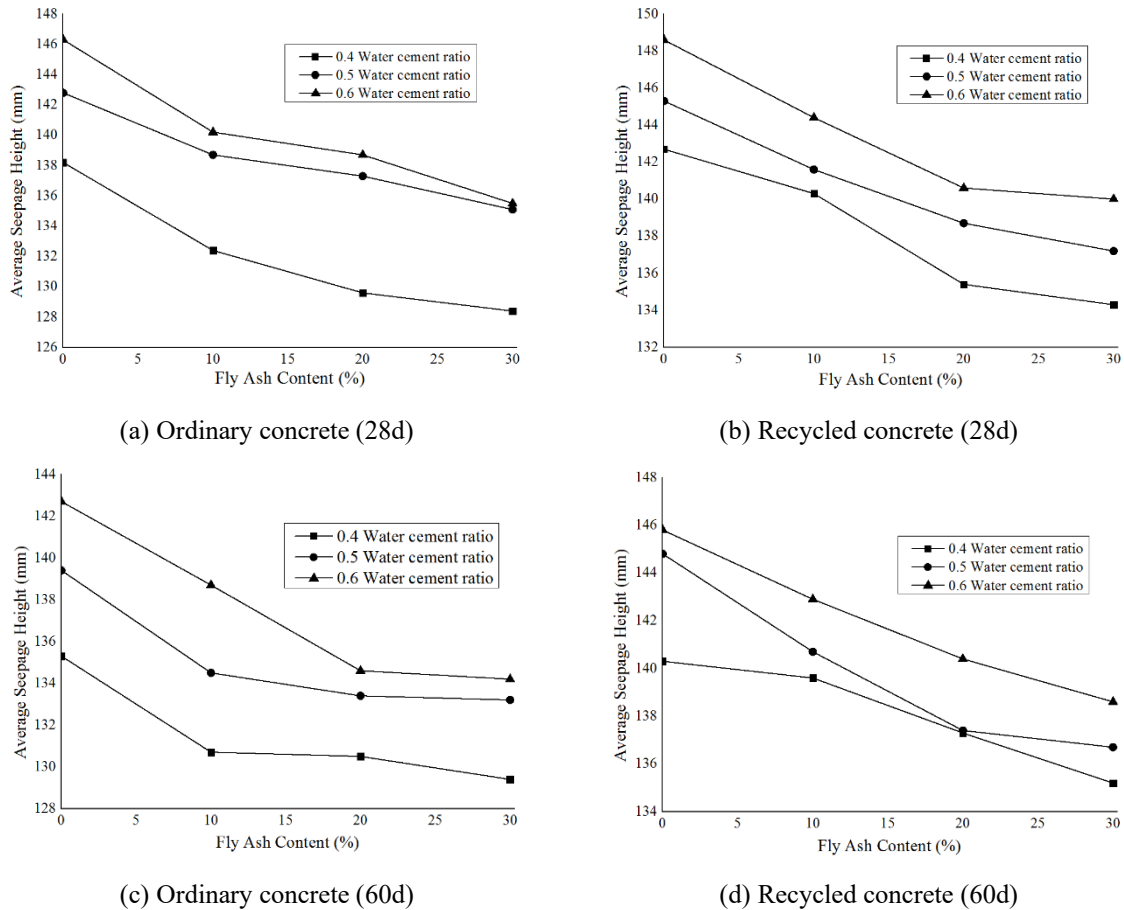 148
146
144
142
140
138
136
134
132
130
128
126
0 5 10 15 20 25 30
Average Seepage Height (mm)
Fly Ash Content (%)
0.4 Water cement ratio
0.5 Water cement ratio
0.6 Water cement ratio
(a) Ordinary concrete (28d)
150
148
146
144
142
140
138
136
134
132
0 5 10 15 20 25 30
Average Seepage Height (mm)
Fly Ash Content (%)
0.4 Water cement ratio
0.5 Water cement ratio
0.6 Water cement ratio
(b) Recycled concrete (28d)
144
142
140
138
136
134
132
130
128
0 5 10 15 20 25 30
Average Seepage Height (mm)
Fly Ash Content (%)
0.4 Water cement ratio
0.5 Water cement ratio
0.6 Water cement ratio
(c) Ordinary concrete (60d)
148
146
144
142
140
138
136
134
0 5 10 15 20 25 30
Average Seepage Height (mm)
Fly Ash Content (%)
0.4 Water cement ratio
0.5 Water cement ratio
0.6 Water cement ratio
(d) Recycled concrete (60d)